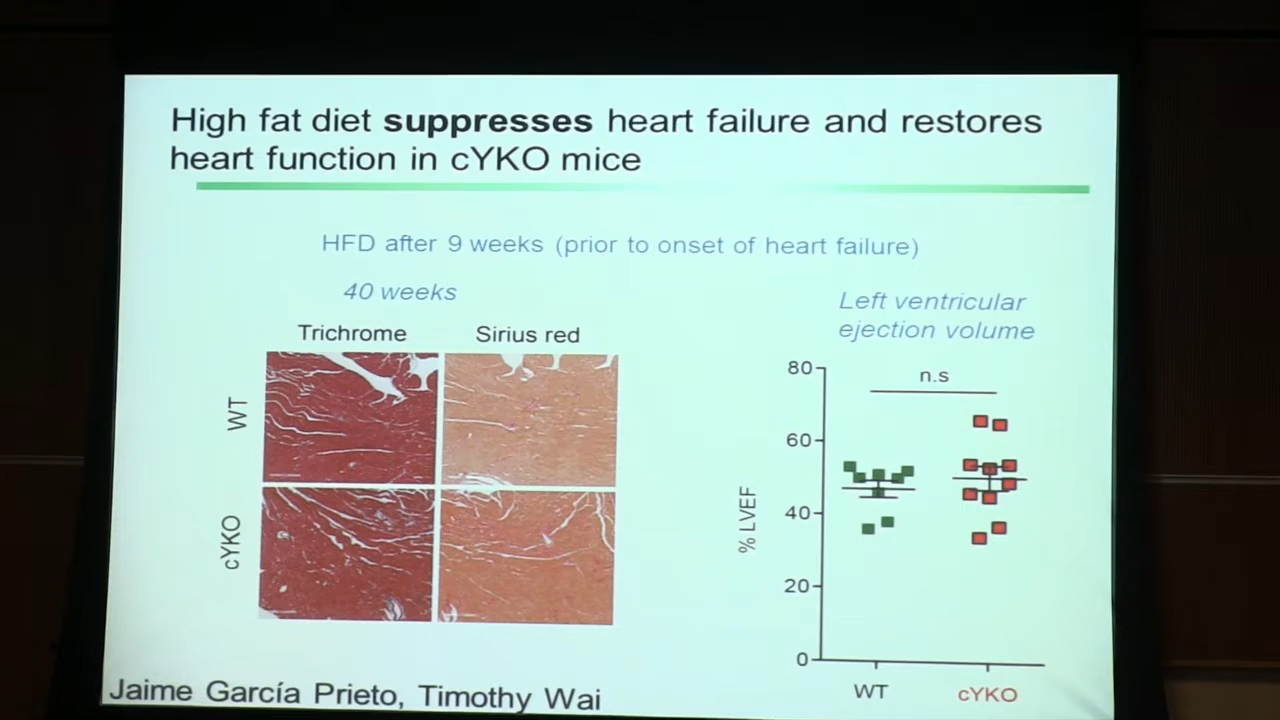 High fat diet suppresses heart failure and restores
heart function in cYKO mice
HFD after 9 weeks (prior to onset of heart failure)
40 weeks
Trichrome
Sirius red
WT
cYKO
Left ventricular
ejection volume
n.s
80
60
40
20
0
% LVEF
WT
cYKO
Jaime García Prieto, Timothy Wai